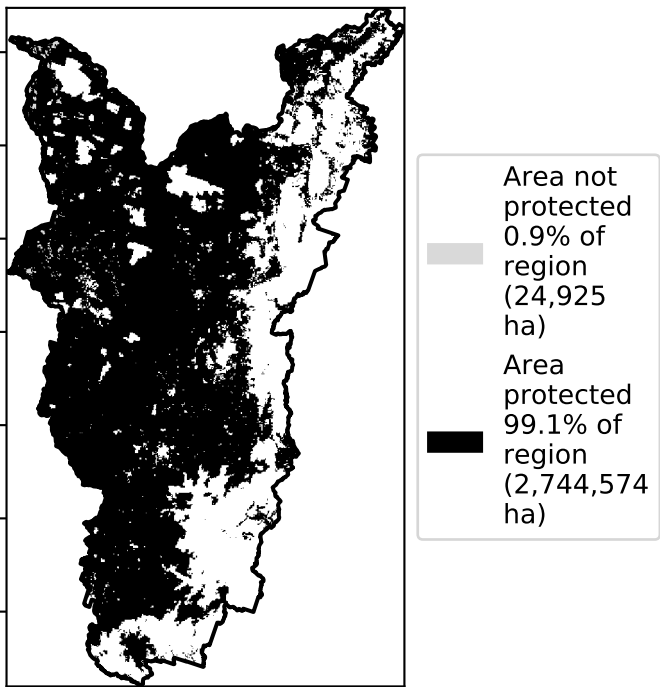 Area not
protected
0.9% of
region
(24,925
ha)
Area
protected
99.1% of
region
(2,744,574
ha)